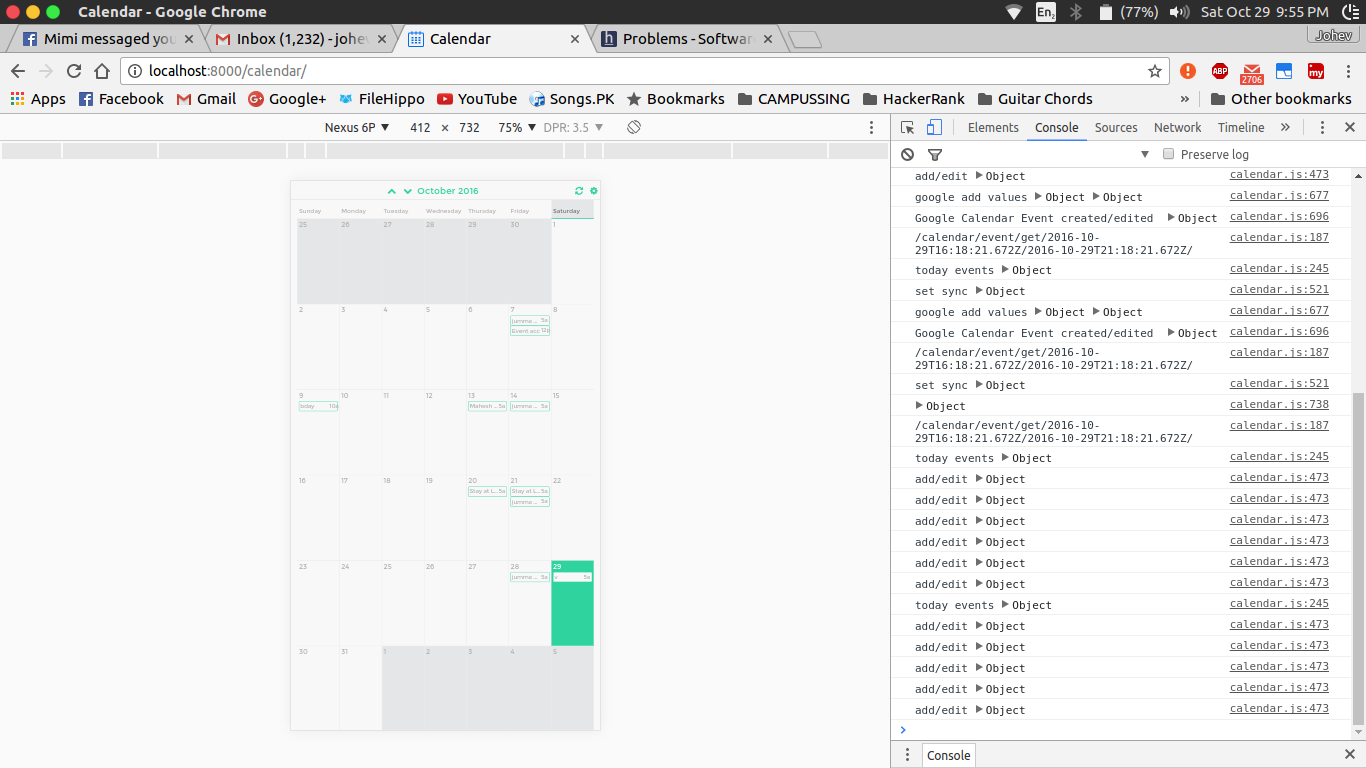 Calendar - Google Chrome
En2
(77%)
Sat Oct 29 9:55 PM
Mimi messaged you
Inbox (1,232) - johev
Calendar
Problems - Softwar
Johev
localhost:8000/calendar/
ABP
2706
my
Apps
Facebook
Gmail
Google+
FileHippo
YouTube
Songs.PK
Bookmarks
CAMPUSSING
HackerRank
Guitar Chords
»
Other bookmarks
Nexus 6P ▼ 412 × 732 75% ▼ DPR: 3.5 ▼
Elements Console Sources Network Timeline »
Preserve log
October 2016
Sunday Monday Tuesday Wednesday Thursday Friday Saturday
25 26 27 28 29 30 1
2 3 4 5 6 7 8
Jumma ... 5a
Event acc 12p
9 10 11 12 13 14 15
bday 10a
Mahesh ... 5a
Jumma ... 5a
16 17 18 19 20 21 22
Stay at L... 5a
Stay at L... 5a
Jumma ... 5a
23 24 25 26 27 28 29
Jumma ... 5a
v 5a
30 31 1 2 3 4 5
add/edit ▶Object calendar.js:473
google add values ▶Object ▶Object calendar.js:677
Google Calendar Event created/edited ▶Object calendar.js:696
/calendar/event/get/2016-10- calendar.js:187
29T16:18:21.672Z/2016-10-29T21:18:21.672Z/
today events ▶Object calendar.js:245
set sync ▶Object calendar.js:521
google add values ▶Object ▶Object calendar.js:677
Google Calendar Event created/edited ▶Object calendar.js:696
/calendar/event/get/2016-10- calendar.js:187
29T16:18:21.672Z/2016-10-29T21:18:21.672Z/
set sync ▶Object calendar.js:521
▶Object calendar.js:738
/calendar/event/get/2016-10- calendar.js:187
29T16:18:21.672Z/2016-10-29T21:18:21.672Z/
today events ▶Object calendar.js:245
add/edit ▶Object calendar.js:473
add/edit ▶Object calendar.js:473
add/edit ▶Object calendar.js:473
add/edit ▶Object calendar.js:473
add/edit ▶Object calendar.js:473
add/edit ▶Object calendar.js:473
today events ▶Object calendar.js:245
add/edit ▶Object calendar.js:473
add/edit ▶Object calendar.js:473
add/edit ▶Object calendar.js:473
add/edit ▶Object calendar.js:473
add/edit ▶Object calendar.js:473
Console